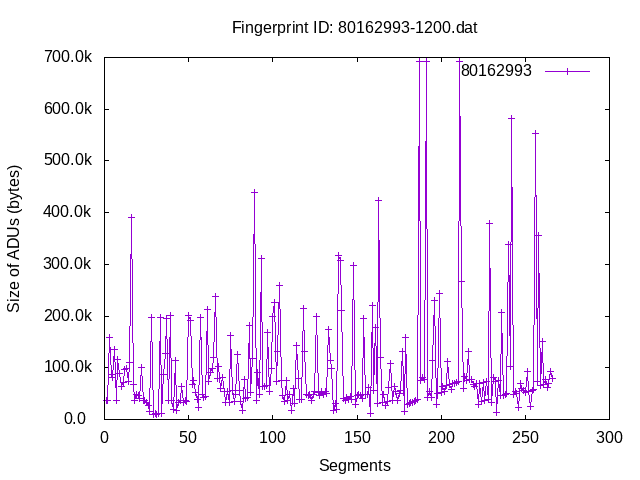 Fingerprint ID: 80162993-1200.dat
700.0k
80162993
600.0k
500.0k
400.0k
300.0k
200.0k
100.0k
0.0
Size of ADUs (bytes)
0 50 100 150 200 250 300
Segments